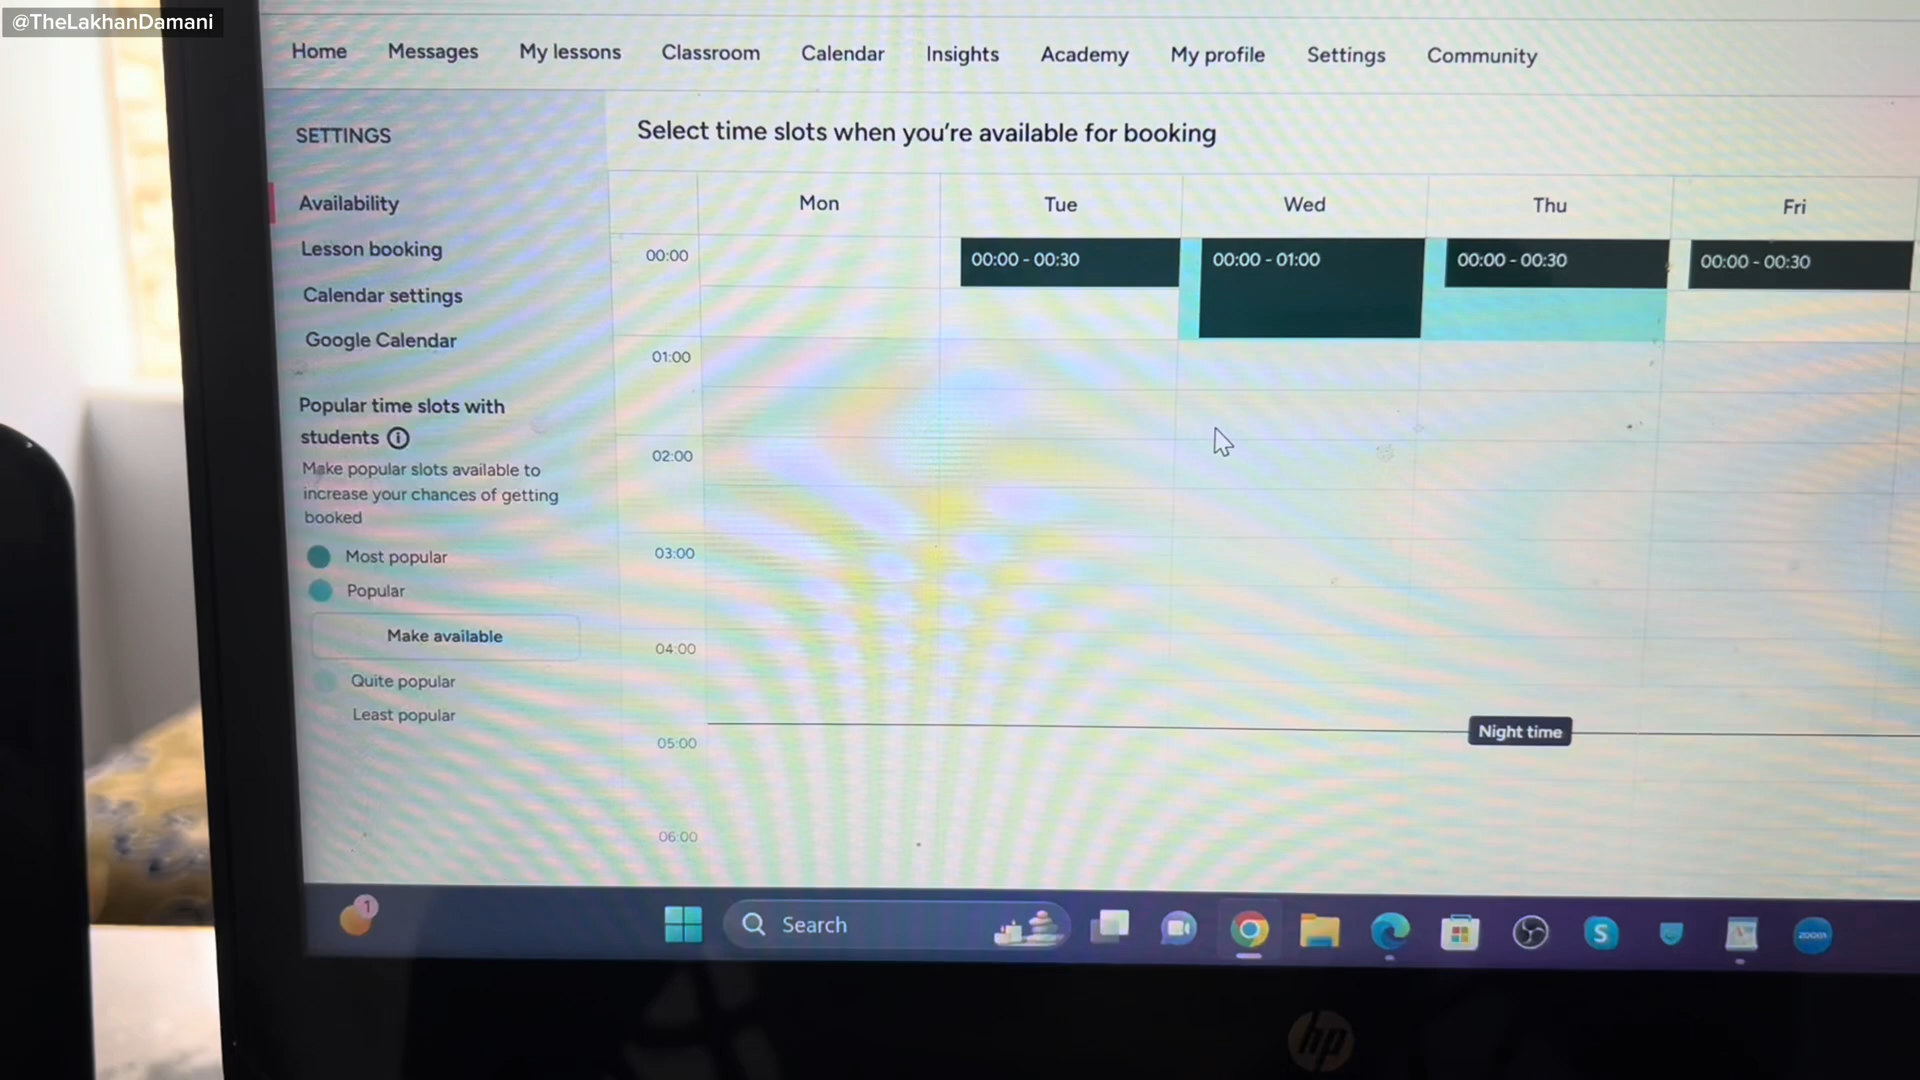 @TheLakhanDamani
Home Messages My lessons Classroom Calendar Insights Academy My profile Settings Community
SETTINGS
Availability
Lesson booking
Calendar settings
Google Calendar
Popular time slots with
students
Make popular slots available to
increase your chances of getting
booked
Most popular
Popular
Make available
Quite popular
Least popular
Select time slots when you're available for booking
Mon Tue Wed Thu Fri
00:00 00:00 - 00:30 00:00 - 01:00 00:00 - 00:30 00:00 - 00:30
01:00
02:00
03:00
04:00
Night time
05:00
06:00
1
Search
S
zoom
hp